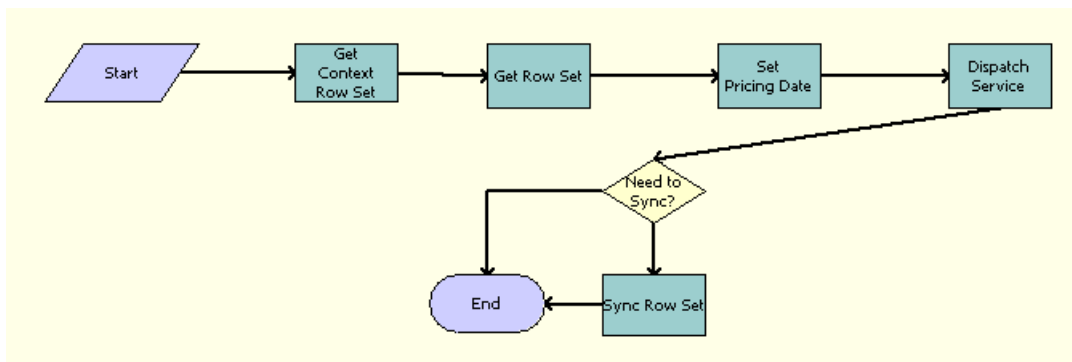 Start
Get
Context
Row Set
Get Row Set
Set
Pricing Date
Dispatch
Service
Need to
Sync?
End
Sync Row Set